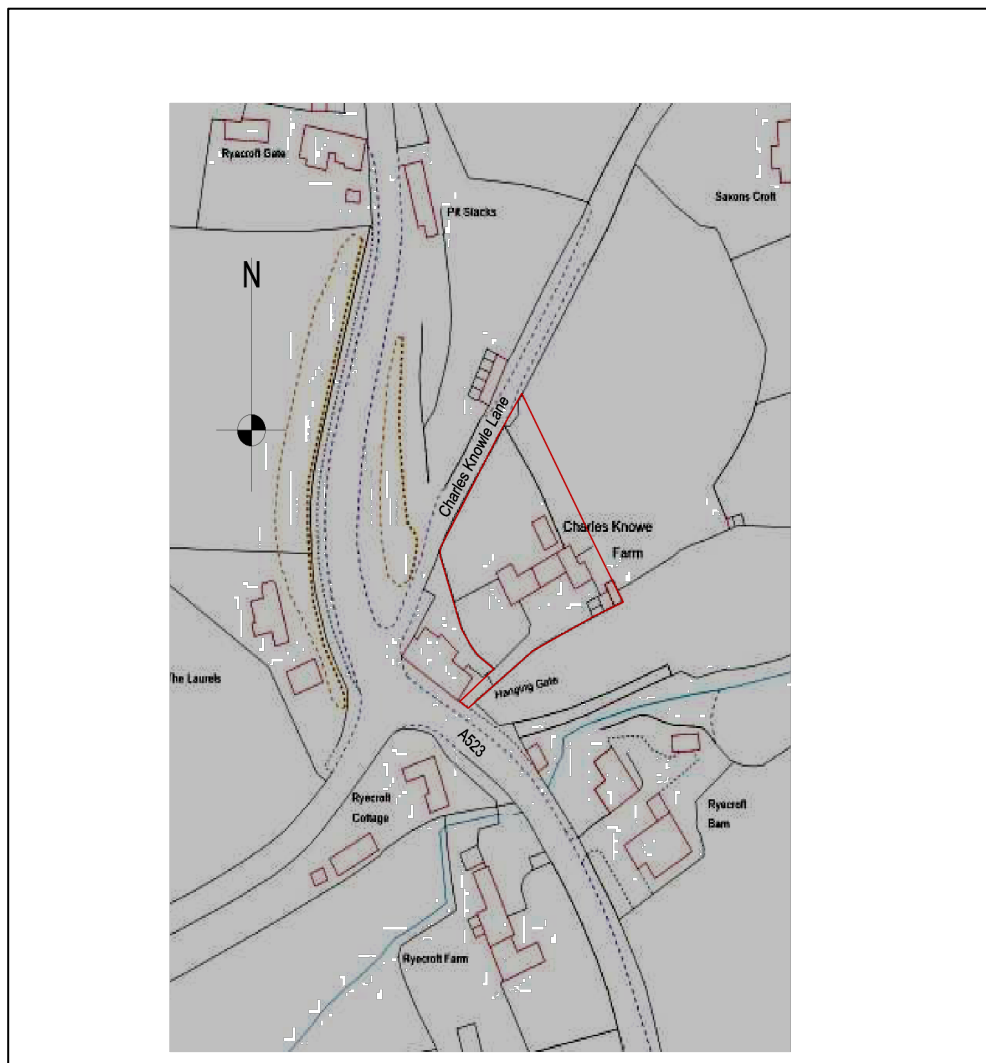 Ryecroft Gate
Pit Stacks
Saxons Croft
N
Charles Knowle Lane
Charles Knowe
Farm
The Laurels
Hanging Gate
A523
Ryecroft
Cottage
Ryecroft
Barn
Ryecroft Farm